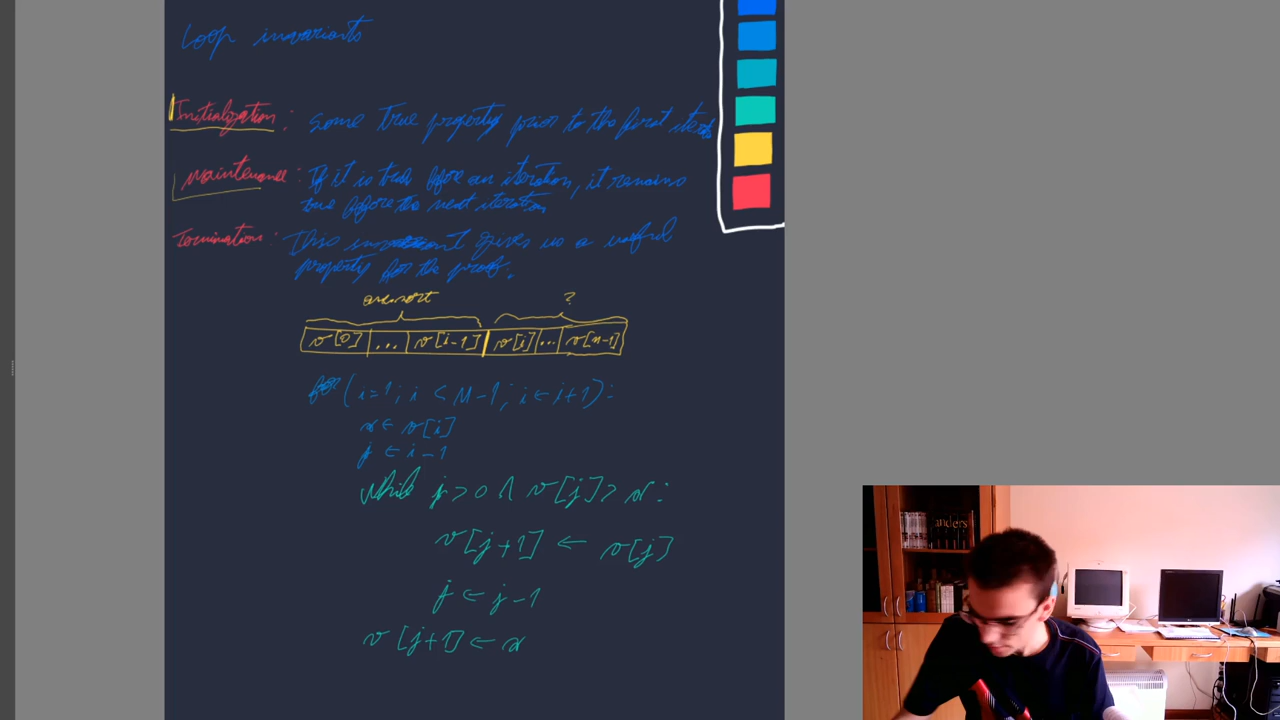 Loop invariants
Initialization: Some true property prior to the first iterat
Maintenance: If it is true before an iteration, it remains
true before the next iteration
Termination: This invariant gives us a useful
property for the proof.
?
v[0] ... v[i-1] v[i] ... v[n-1]
for (i=1; i < n-1; i ← i+1):
x ← v[i]
j ← i-1
while j > 0 ∧ v[j] > x:
v[j+1] ← v[j]
j ← j-1
v[j+1] ← x
anders